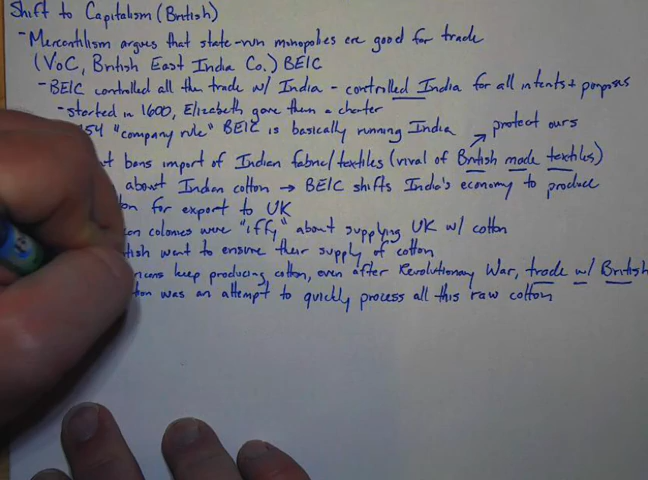 Shift to Capitalism (British)
- Mercantilism argues that state-run monopolies are good for trade
(VoC, British East India Co.) BEIC
- BEIC controlled all the trade w/ India - controlled India for all intents + purposes
- started in 1600, Elizabeth gave them a charter
54 "company rule" BEIC is basically running India
protect ours
bans import of Indian fabric/textiles (rival of British made textiles)
about Indian cotton → BEIC shifts India's economy to produce
for export to UK
colonies were "iffy" about supplying UK w/ cotton
want to ensure their supply of cotton
keep producing cotton, even after Revolutionary War, trade w/ British
was an attempt to quickly process all this raw cotton